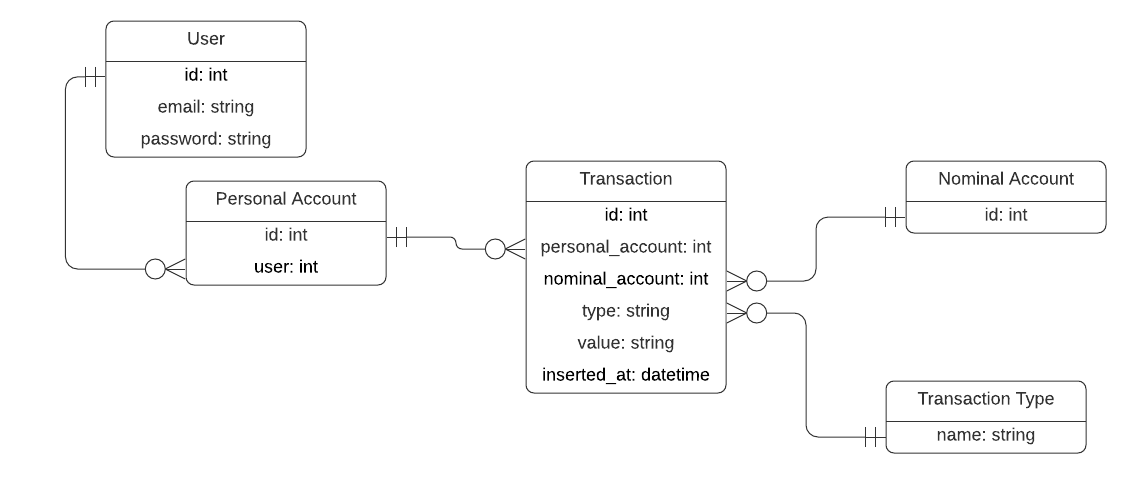 User
id: int
email: string
password: string
Personal Account
id: int
user: int
Transaction
id: int
personal_account: int
nominal_account: int
type: string
value: string
inserted_at: datetime
Nominal Account
id: int
Transaction Type
name: string